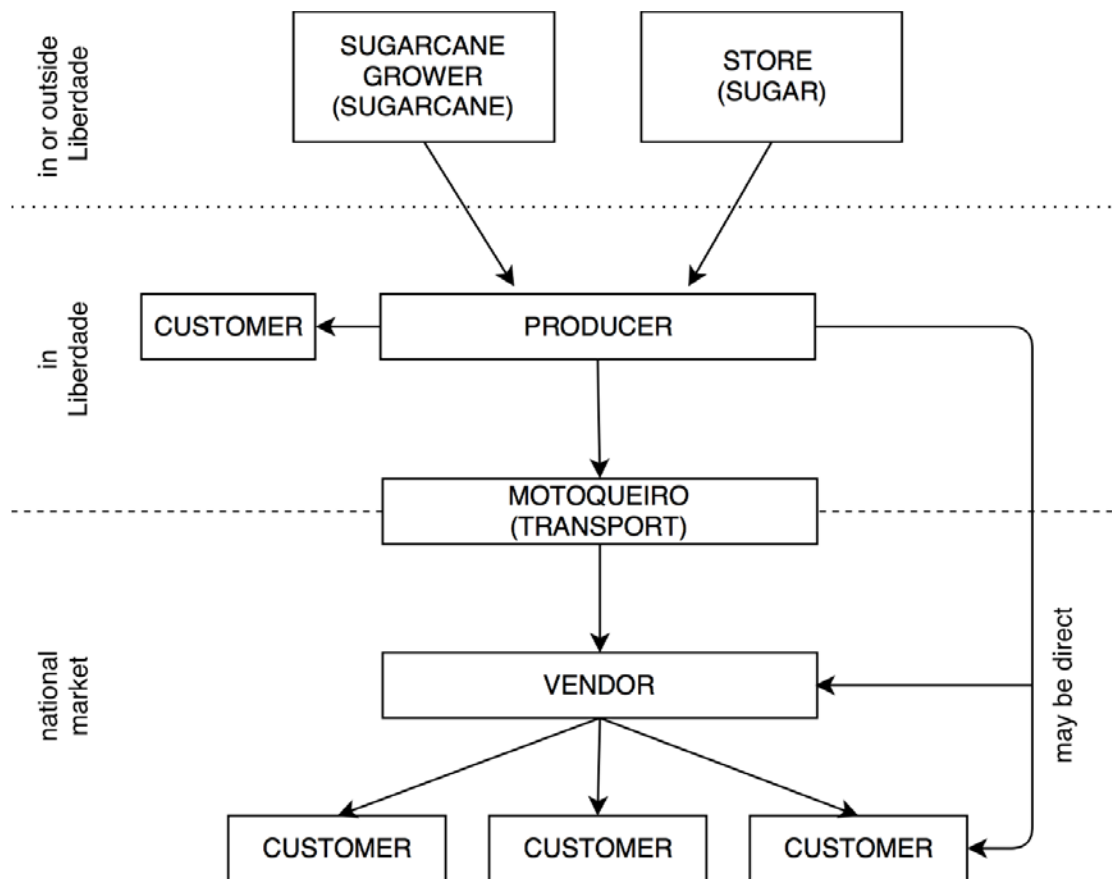 in or outside
Liberdade
SUGARCANE
GROWER
(SUGARCANE)
STORE
(SUGAR)
in
Liberdade
CUSTOMER
PRODUCER
MOTOQUEIRO
(TRANSPORT)
national
market
VENDOR
may be direct
CUSTOMER
CUSTOMER
CUSTOMER